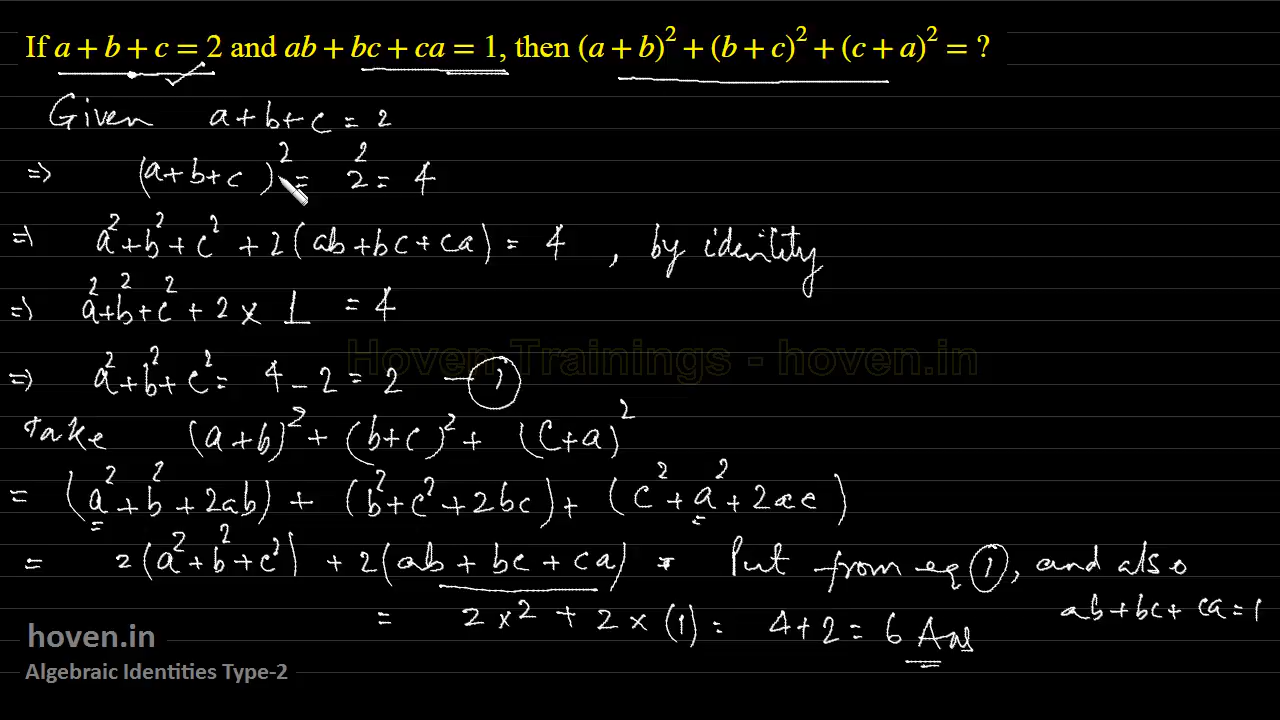 If a + b + c = 2 and ab + bc + ca = 1, then (a + b)² + (b + c)² + (c + a)² = ?
Given a+b+c = 2
=> (a+b+c)² = 2² = 4
=> a²+b²+c² + 2(ab+bc+ca) = 4 , by identity
=> a²+b²+c² + 2 × 1 = 4
Hoven Trainings - hoven.in
=> a²+b²+c² = 4 - 2 = 2 — ①
take (a+b)² + (b+c)² + (c+a)²
= (a²+b²+2ab) + (b²+c²+2bc) + (c²+a²+2ac)
= 2(a²+b²+c²) + 2(ab+bc+ca) Put from eq ①, and also
ab+bc+ca=1
= 2×2 + 2×(1) = 4+2 = 6 Ans
hoven.in
Algebraic Identities Type-2